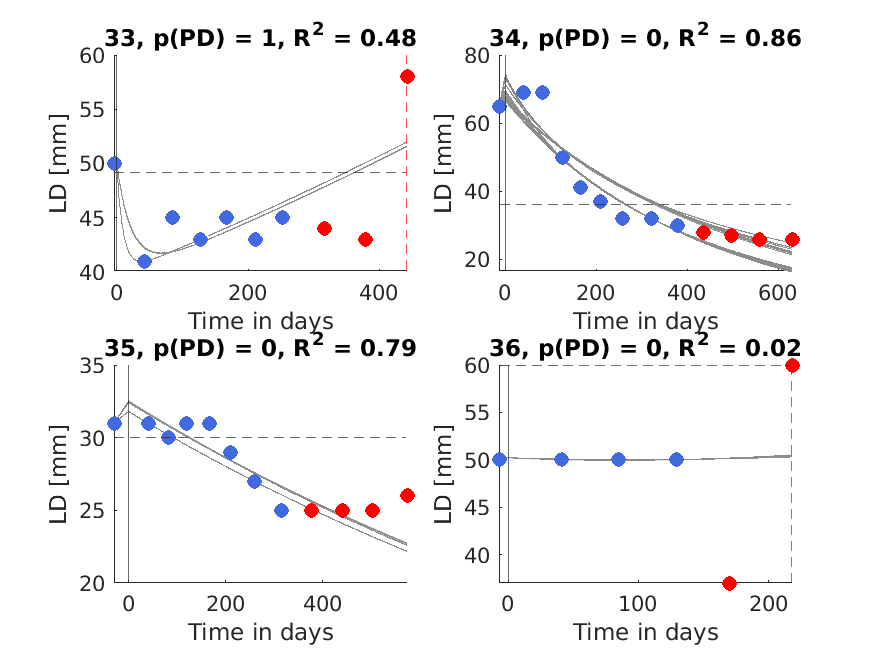 33, p(PD) = 1, R² = 0.48
60
55
50
45
40
LD [mm]
0
200
400
Time in days
34, p(PD) = 0, R² = 0.86
80
60
40
20
LD [mm]
0
200
400
600
Time in days
35, p(PD) = 0, R² = 0.79
35
30
25
20
LD [mm]
0
200
400
Time in days
36, p(PD) = 0, R² = 0.02
60
55
50
45
40
LD [mm]
0
100
200
Time in days